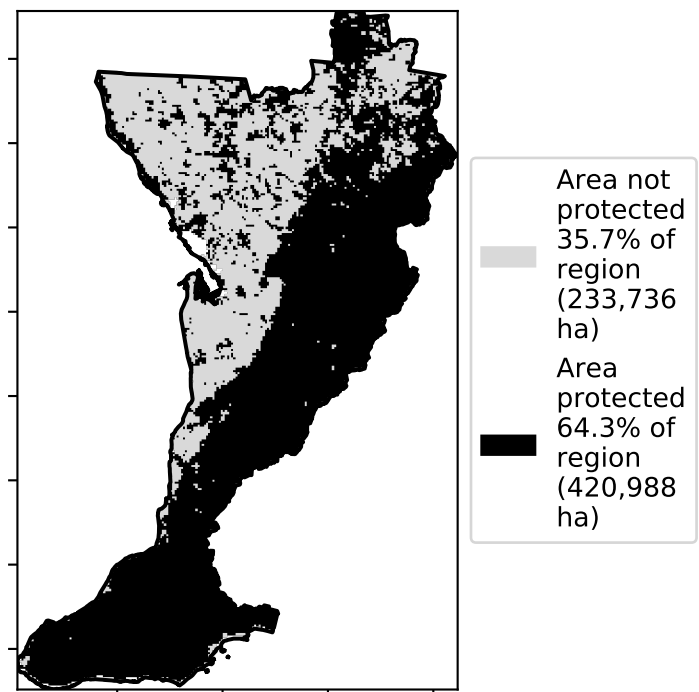 Area not
protected
35.7% of
region
(233,736
ha)
Area
protected
64.3% of
region
(420,988
ha)